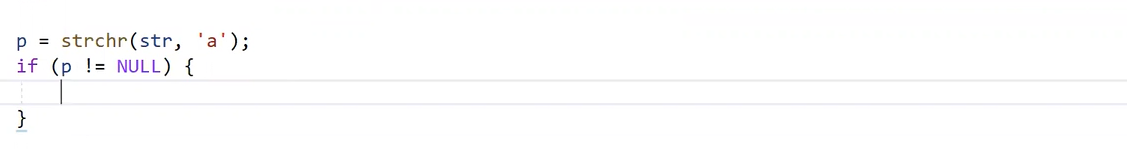 p = strchr(str, 'a');
if (p != NULL) {
}